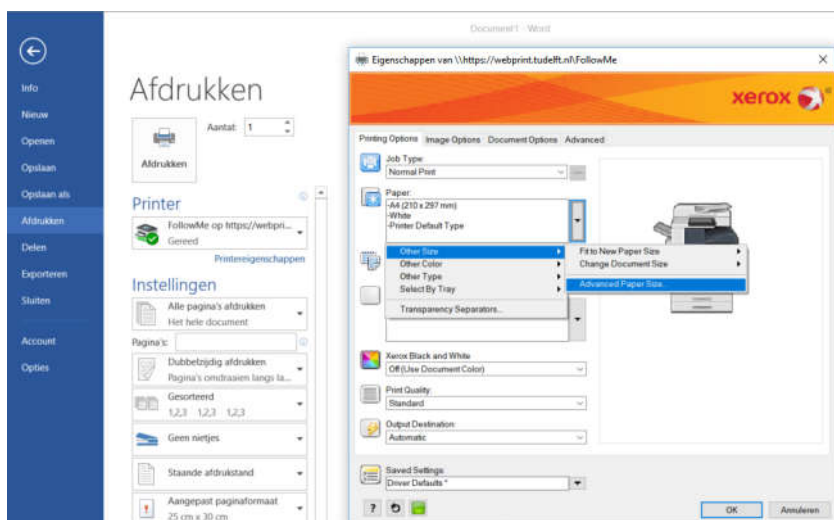 Document1 - Word
Info
Nieuw
Openen
Opslaan
Opslaan als
Afdrukken
Delen
Exporteren
Sluiten
Account
Opties
Afdrukken
Afdrukken
Aantal: 1
Printer
FollowMe op https://webpri...
Gereed
Printereigenschappen
Instellingen
Alle pagina's afdrukken
Het hele document
Pagina's:
Dubbelzijdig afdrukken
Pagina's omdraaien langs la...
Gesorteerd
1,2,3 1,2,3 1,2,3
Geen nietjes
Staande afdrukstand
Aangepast paginaformaat
25 cm x 30 cm
Eigenschappen van \\https://webprint.tudelft.nl\FollowMe
xerox
Printing Options Image Options Document Options Advanced
Job Type:
Normal Print
Paper:
-A4 (210 x 297 mm)
-White
-Printer Default Type
Other Size
Other Color
Other Type
Select By Tray
Transparency Separators...
Fit to New Paper Size
Change Document Size
Advanced Paper Size...
Xerox Black and White
Off (Use Document Color)
Print Quality:
Standard
Output Destination:
Automatic
Saved Settings
Driver Defaults *
?
OK
Annuleren